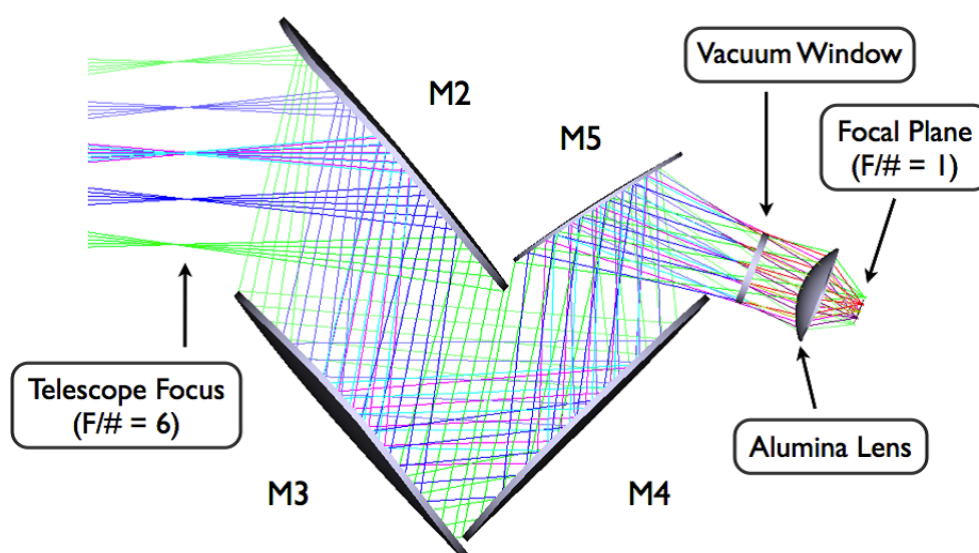 Vacuum Window
M2
Focal Plane
(F/# = 1)
M5
Telescope Focus
(F/# = 6)
Alumina Lens
M3
M4